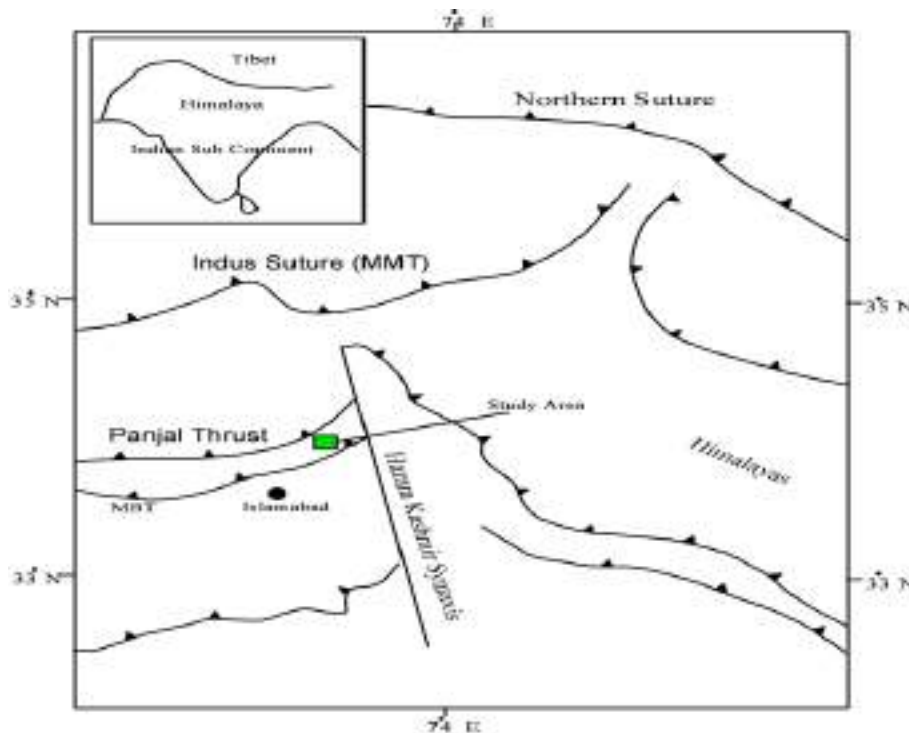 74 E
Tibet
Himalaya
Indian Sub Continent
Northern Suture
Indus Suture (MMT)
35 N
35 N
Study Area
Panjal Thrust
Himalayas
MBT
Islamabad
Hazara Kashmir Syntaxis
33 N
33 N
74 E